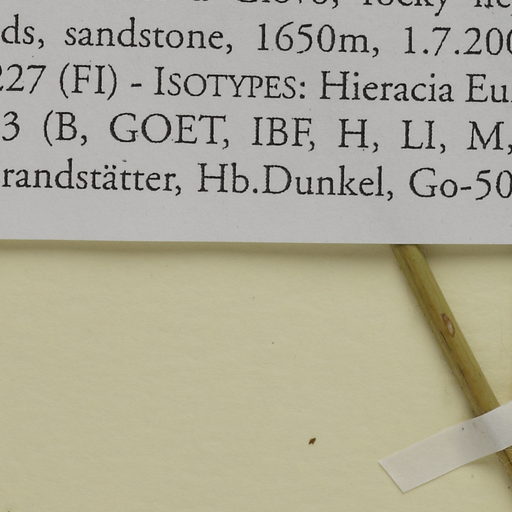 ds, sandstone, 1650m, 1.7.200
227 (FI) - ISOTYPES: Hieracia Eu
3 (B, GOET, IBF, H, LI, M,
randstätter, Hb.Dunkel, Go-50